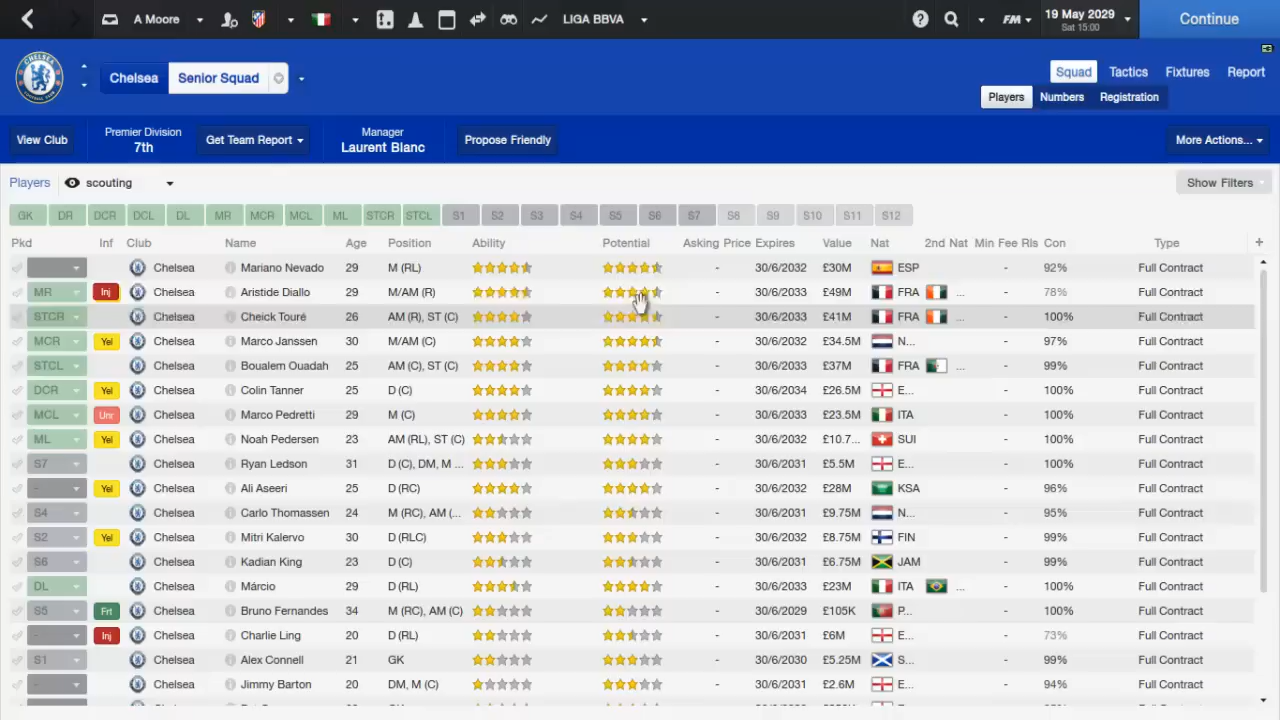 A Moore LIGA BBVA FM 19 May 2029 Sat 15:00 Continue
Chelsea Senior Squad Squad Tactics Fixtures Report
Players Numbers Registration
View Club Premier Division 7th Get Team Report Manager Laurent Blanc Propose Friendly More Actions...
Players scouting Show Filters
GK DR DCR DCL DL MR MCR MCL ML STCR STCL S1 S2 S3 S4 S5 S6 S7 S8 S9 S10 S11 S12
Pkd Inf Club Name Age Position Ability Potential Asking Price Expires Value Nat 2nd Nat Min Fee Rls Con Type +
Chelsea Mariano Nevado 29 M (RL) - 30/6/2032 £30M ESP - 92% Full Contract
MR Inj Chelsea Aristide Diallo 29 M/AM (R) - 30/6/2033 £49M FRA ... - 78% Full Contract
STCR Chelsea Cheick Touré 26 AM (R), ST (C) - 30/6/2033 £41M FRA ... - 100% Full Contract
MCR Yel Chelsea Marco Janssen 30 M/AM (C) - 30/6/2032 £34.5M N... - 97% Full Contract
STCL Chelsea Boualem Ouadah 25 AM (C), ST (C) - 30/6/2033 £37M FRA ... - 99% Full Contract
DCR Yel Chelsea Colin Tanner 25 D (C) - 30/6/2034 £26.5M E... - 100% Full Contract
MCL Unr Chelsea Marco Pedretti 29 M (C) - 30/6/2033 £23.5M ITA - 100% Full Contract
ML Yel Chelsea Noah Pedersen 23 AM (RL), ST (C) - 30/6/2032 £10.7... SUI - 100% Full Contract
S7 Chelsea Ryan Ledson 31 D (C), DM, M ... - 30/6/2031 £5.5M E... - 100% Full Contract
- Yel Chelsea Ali Aseeri 25 D (RC) - 30/6/2032 £28M KSA - 96% Full Contract
S4 Chelsea Carlo Thomassen 24 M (RC), AM (... - 30/6/2032 £9.75M N... - 95% Full Contract
S2 Yel Chelsea Mitri Kalervo 30 D (RLC) - 30/6/2032 £8.75M FIN - 99% Full Contract
S6 Chelsea Kadian King 23 D (C) - 30/6/2031 £6.75M JAM - 99% Full Contract
DL Chelsea Márcio 29 D (RL) - 30/6/2033 £23M ITA ... - 100% Full Contract
S5 Frt Chelsea Bruno Fernandes 34 M (RC), AM (C) - 30/6/2029 £105K P... - 100% Full Contract
- Inj Chelsea Charlie Ling 20 D (RL) - 30/6/2031 £6M E... - 73% Full Contract
S1 Chelsea Alex Connell 21 GK - 30/6/2030 £5.25M S... - 99% Full Contract
- Chelsea Jimmy Barton 20 DM, M (C) - 30/6/2031 £2.6M E... - 94% Full Contract